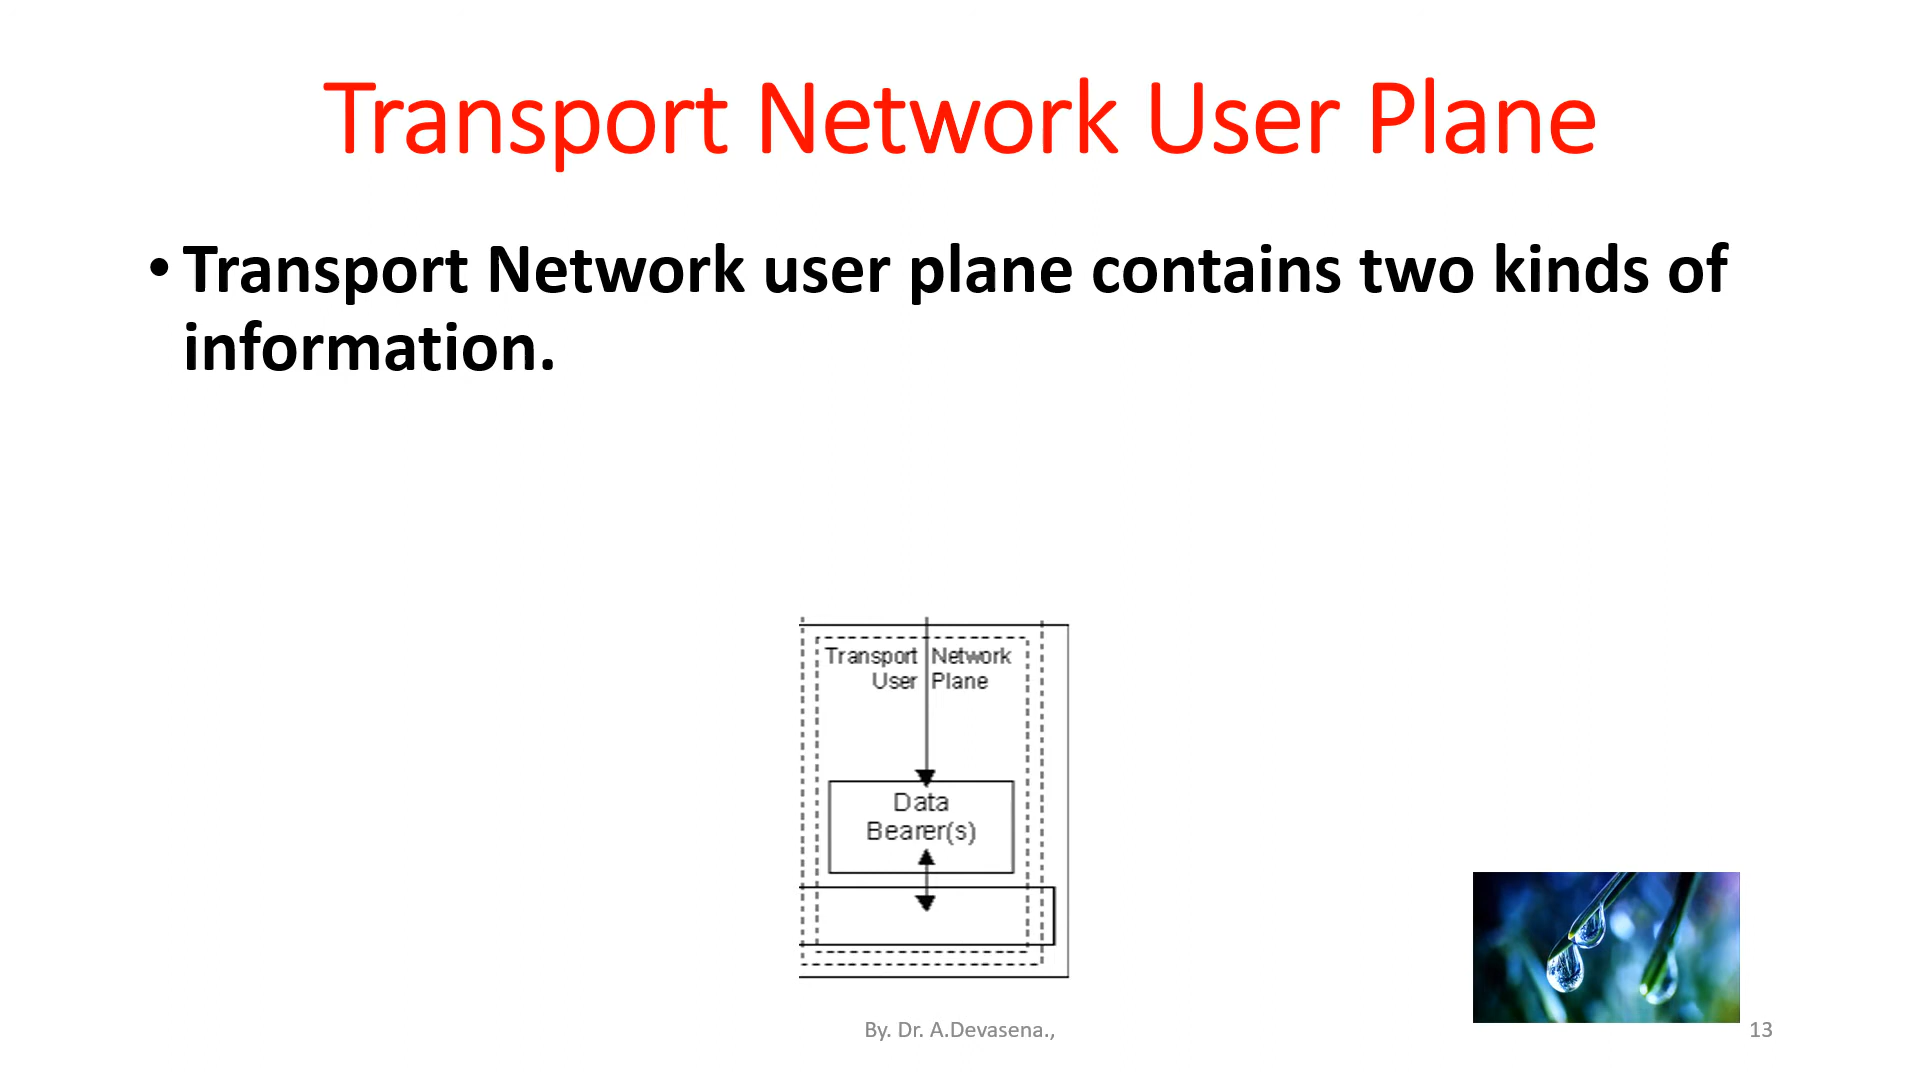 Transport Network User Plane
• Transport Network user plane contains two kinds of
information.
Transport Network
User Plane
Data
Bearer(s)
By. Dr. A.Devasena.,
13